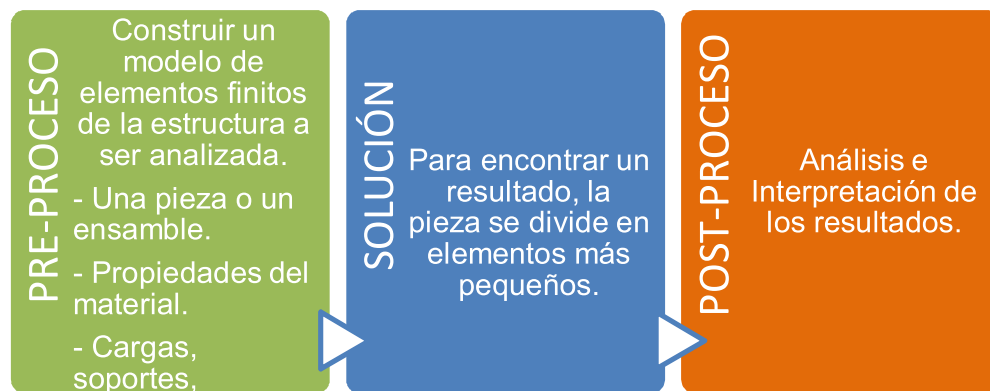 PRE-PROCESO
Construir un
modelo de
elementos finitos
de la estructura a
ser analizada.
- Una pieza o un
ensamble.
- Propiedades del
material.
- Cargas,
soportes,
SOLUCIÓN
Para encontrar un
resultado, la
pieza se divide en
elementos más
pequeños.
POST-PROCESO
Análisis e
Interpretación de
los resultados.